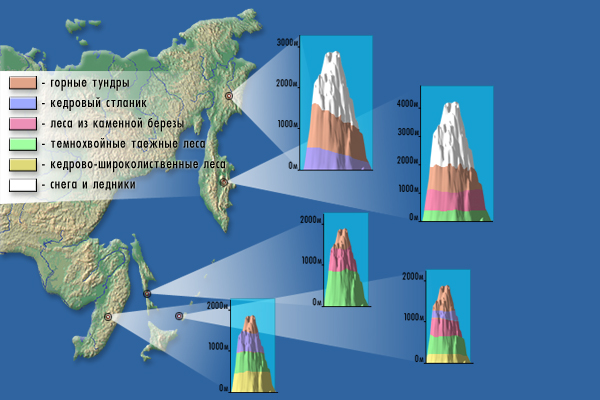 - горные тундры
- кедровый стланик
- леса из каменной березы
- темнохвойные таежные леса
- кедрово-широколиственные леса
- снега и ледники
3000м
2000м
1000м
0м
4000м
3000м
2000м
1000м
0м
2000м
1000м
0м
2000м
1000м
0м
2000м
1000м
0м